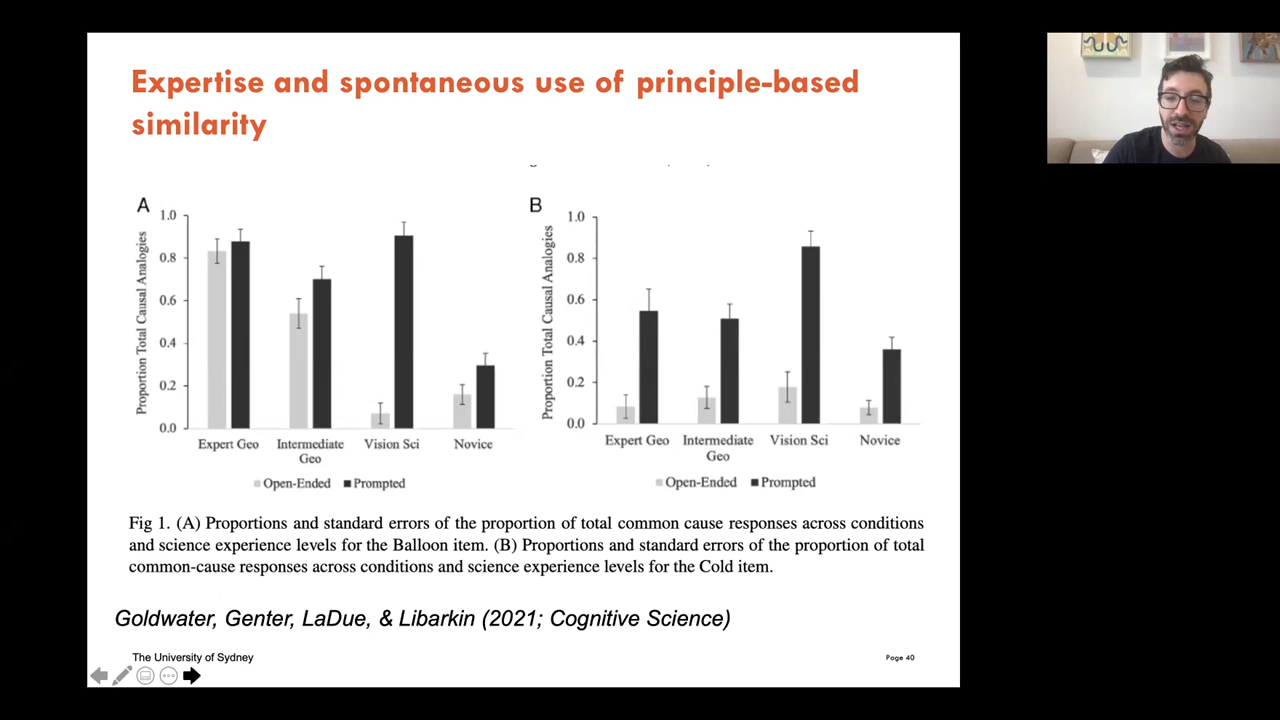 Expertise and spontaneous use of principle-based
similarity
A
Proportion Total Causal Analogies
1.0
0.8
0.6
0.4
0.2
0.0
Expert Geo
Intermediate
Geo
Vision Sci
Novice
Open-Ended
Prompted
B
Proportion Total Causal Analogies
1.0
0.8
0.6
0.4
0.2
0.0
Expert Geo
Intermediate
Geo
Vision Sci
Novice
Open-Ended
Prompted
Fig 1. (A) Proportions and standard errors of the proportion of total common cause responses across conditions
and science experience levels for the Balloon item. (B) Proportions and standard errors of the proportion of total
common-cause responses across conditions and science experience levels for the Cold item.
Goldwater, Genter, LaDue, & Libarkin (2021; Cognitive Science)
The University of Sydney
Page 40